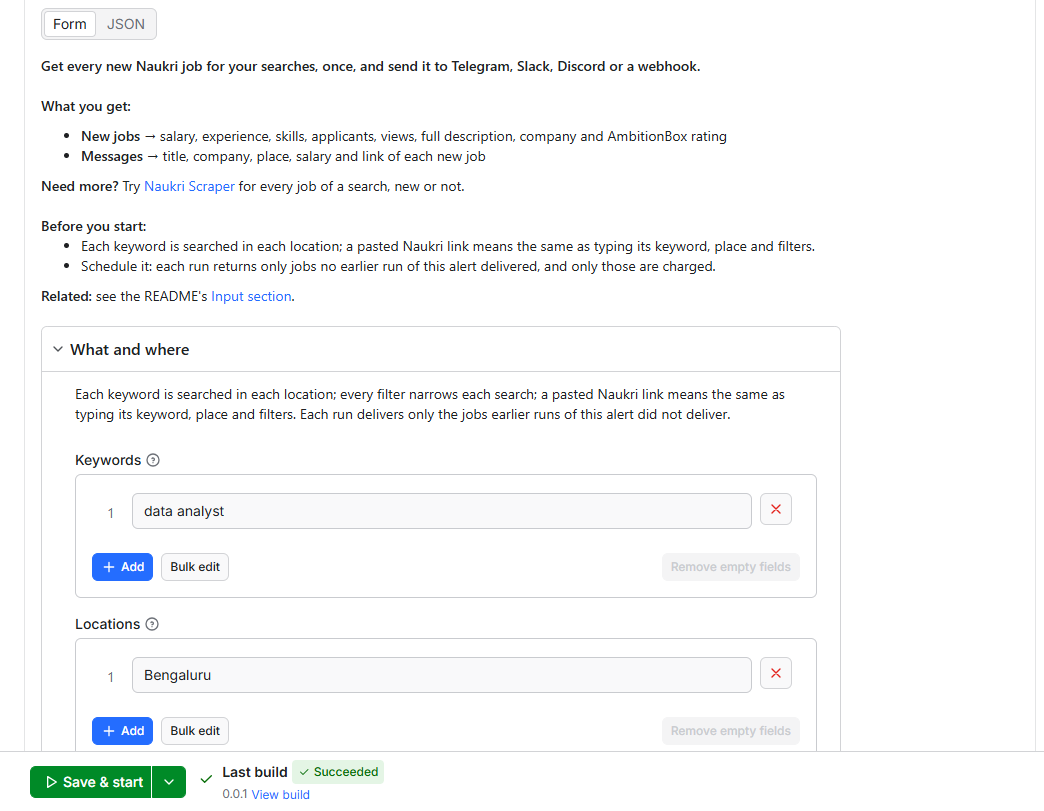 Form JSON
Get every new Naukri job for your searches, once, and send it to Telegram, Slack, Discord or a webhook.
What you get:
• New jobs → salary, experience, skills, applicants, views, full description, company and AmbitionBox rating
• Messages → title, company, place, salary and link of each new job
Need more? Try Naukri Scraper for every job of a search, new or not.
Before you start:
• Each keyword is searched in each location; a pasted Naukri link means the same as typing its keyword, place and filters.
• Schedule it: each run returns only jobs no earlier run of this alert delivered, and only those are charged.
Related: see the README's Input section.
What and where
Each keyword is searched in each location; every filter narrows each search; a pasted Naukri link means the same as
typing its keyword, place and filters. Each run delivers only the jobs earlier runs of this alert did not deliver.
Keywords
1 data analyst
+ Add Bulk edit Remove empty fields
Locations
1 Bengaluru
+ Add Bulk edit Remove empty fields
Save & start Last build Succeeded
0.0.1 View build